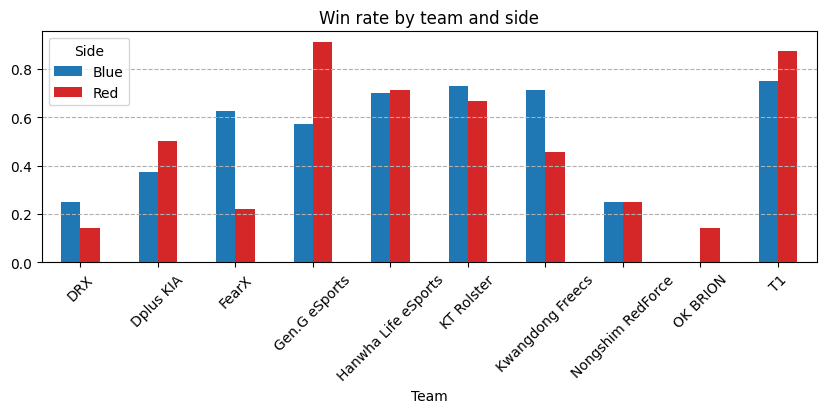 Win rate by team and side
Side
Blue
Red
0.8
0.6
0.4
0.2
0.0
DRX
Dplus KIA
FearX
Gen.G eSports
Hanwha Life eSports
KT Rolster
Kwangdong Freecs
Nongshim RedForce
OK BRION
T1
Team